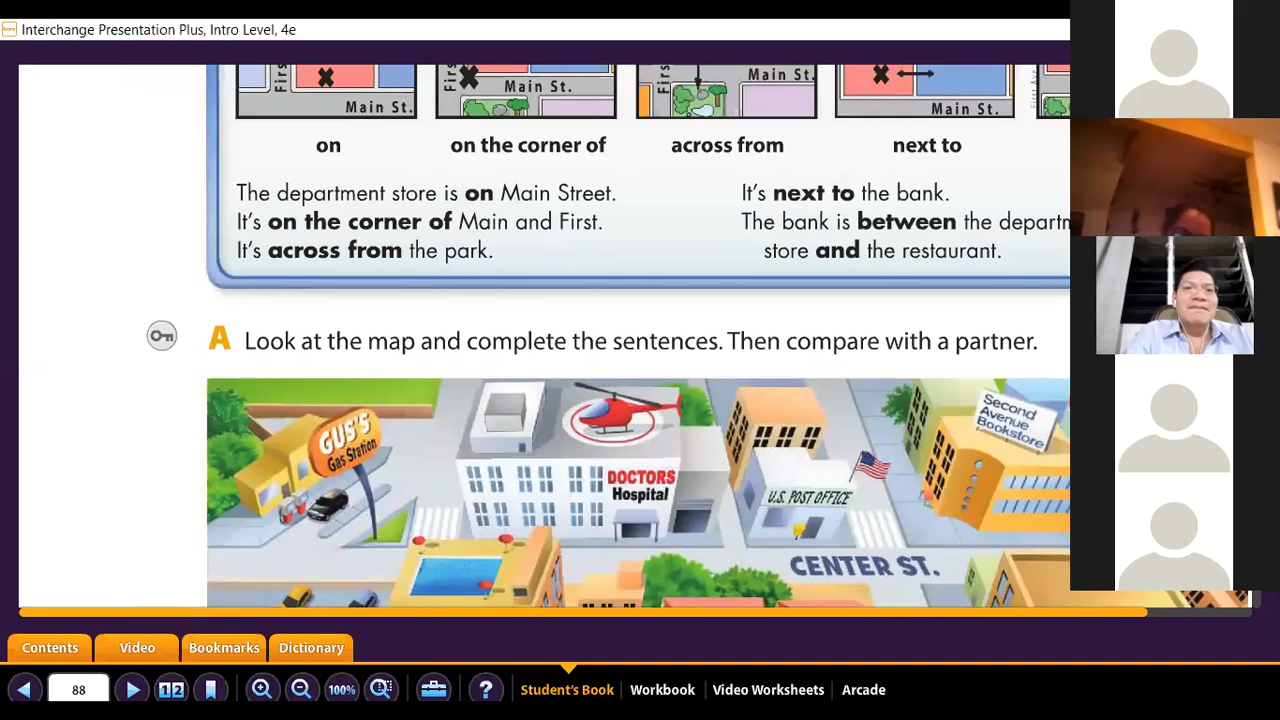 Interchange Presentation Plus, Intro Level, 4e
Main St.
Main St.
Main St.
Main St.
on
on the corner of
across from
next to
The department store is on Main Street.
It's on the corner of Main and First.
It's across from the park.
It's next to the bank.
The bank is between the departm
store and the restaurant.
A Look at the map and complete the sentences. Then compare with a partner.
GUS'S
Gas Station
DOCTORS
Hospital
U.S. POST OFFICE
Second
Avenue
Bookstore
CENTER ST.
Contents
Video
Bookmarks
Dictionary
88
12
100%
?
Student's Book
Workbook
Video Worksheets
Arcade